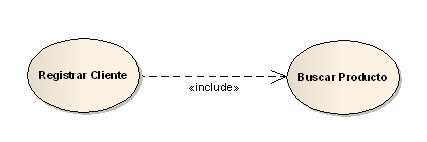 Registrar Cliente
«include»
Buscar Producto